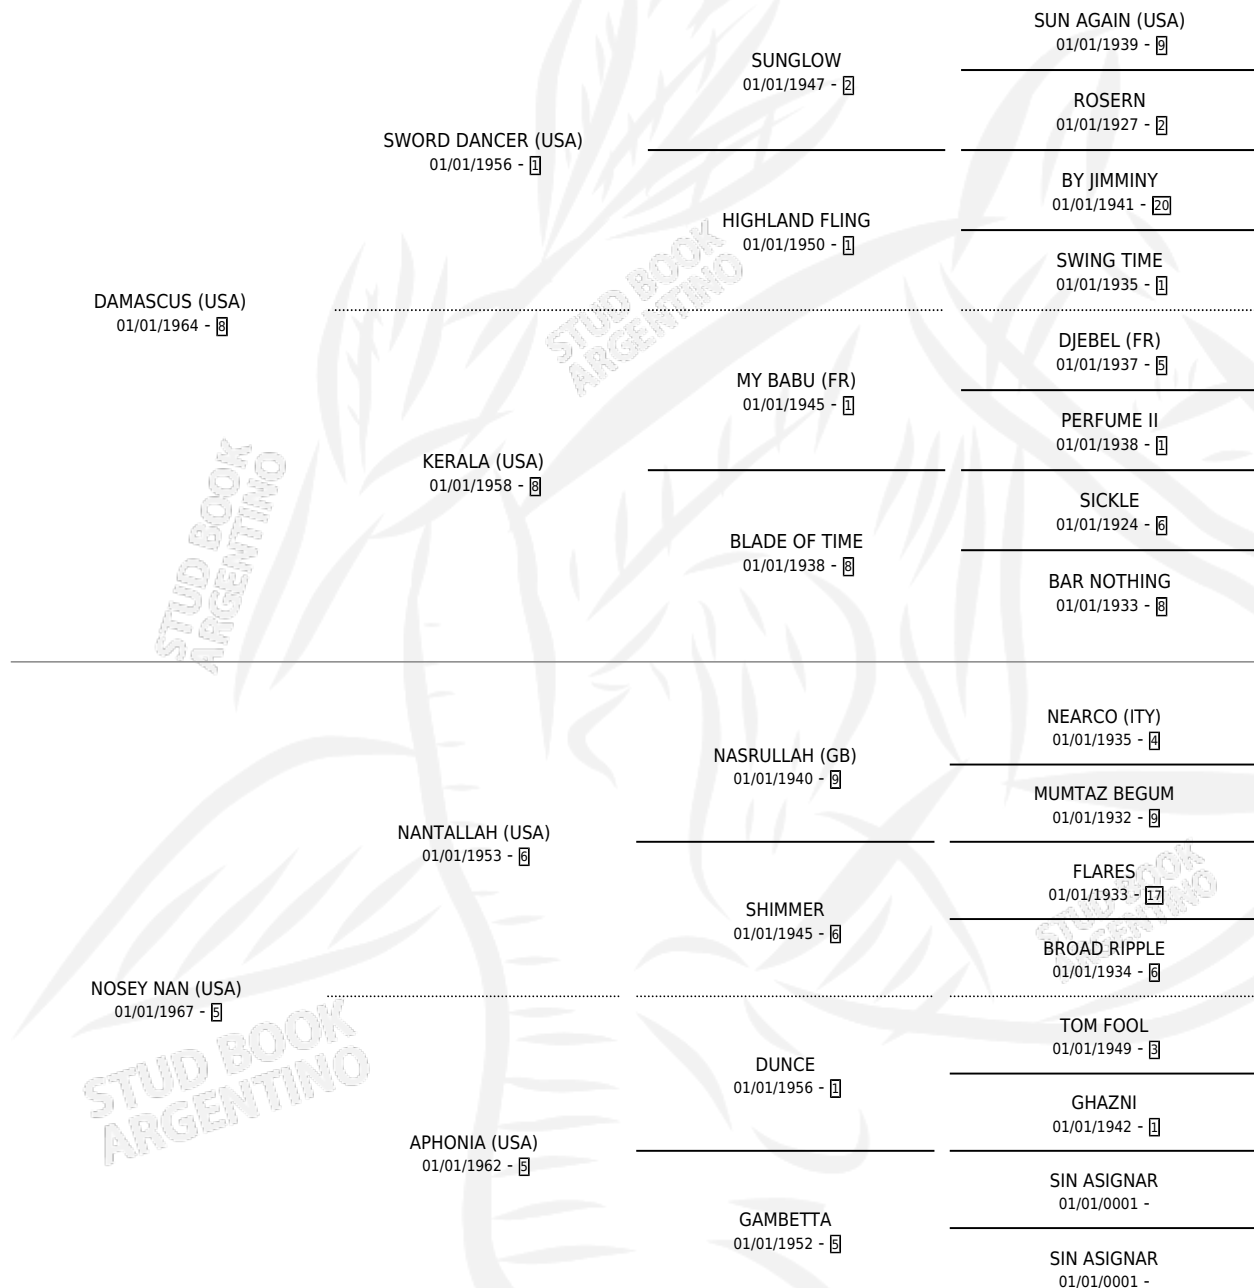 SUN AGAIN (USA)
01/01/1939 - 9
SUNGLOW
01/01/1947 - 2
ROSERN
01/01/1927 - 2
SWORD DANCER (USA)
01/01/1956 - 1
BY JIMMINY
01/01/1941 - 20
HIGHLAND FLING
01/01/1950 - 1
SWING TIME
01/01/1935 - 1
DAMASCUS (USA)
01/01/1964 - 8
DJEBEL (FR)
01/01/1937 - 5
MY BABU (FR)
01/01/1945 - 1
PERFUME II
01/01/1938 - 1
KERALA (USA)
01/01/1958 - 8
SICKLE
01/01/1924 - 6
BLADE OF TIME
01/01/1938 - 8
BAR NOTHING
01/01/1933 - 8
NEARCO (ITY)
01/01/1935 - 4
NASRULLAH (GB)
01/01/1940 - 9
MUMTAZ BEGUM
01/01/1932 - 9
NANTALLAH (USA)
01/01/1953 - 6
FLARES
01/01/1933 - 17
SHIMMER
01/01/1945 - 6
BROAD RIPPLE
01/01/1934 - 6
NOSEY NAN (USA)
01/01/1967 - 5
TOM FOOL
01/01/1949 - 3
DUNCE
01/01/1956 - 1
GHAZNI
01/01/1942 - 1
APHONIA (USA)
01/01/1962 - 5
SIN ASIGNAR
01/01/0001 -
GAMBETTA
01/01/1952 - 5
SIN ASIGNAR
01/01/0001 -
STUD BOOK
ARGENTINO
STUD BOOK
ARGENTINO
STUD BOOK
ARGENTINO
STUD BOOK
ARGENTINO